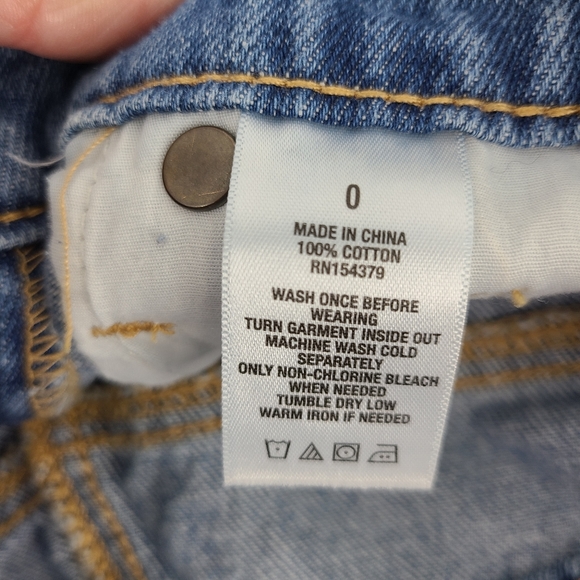 0
MADE IN CHINA
100% COTTON
RN154379
WASH ONCE BEFORE
WEARING
TURN GARMENT INSIDE OUT
MACHINE WASH COLD
SEPARATELY
ONLY NON-CHLORINE BLEACH
WHEN NEEDED
TUMBLE DRY LOW
WARM IRON IF NEEDED